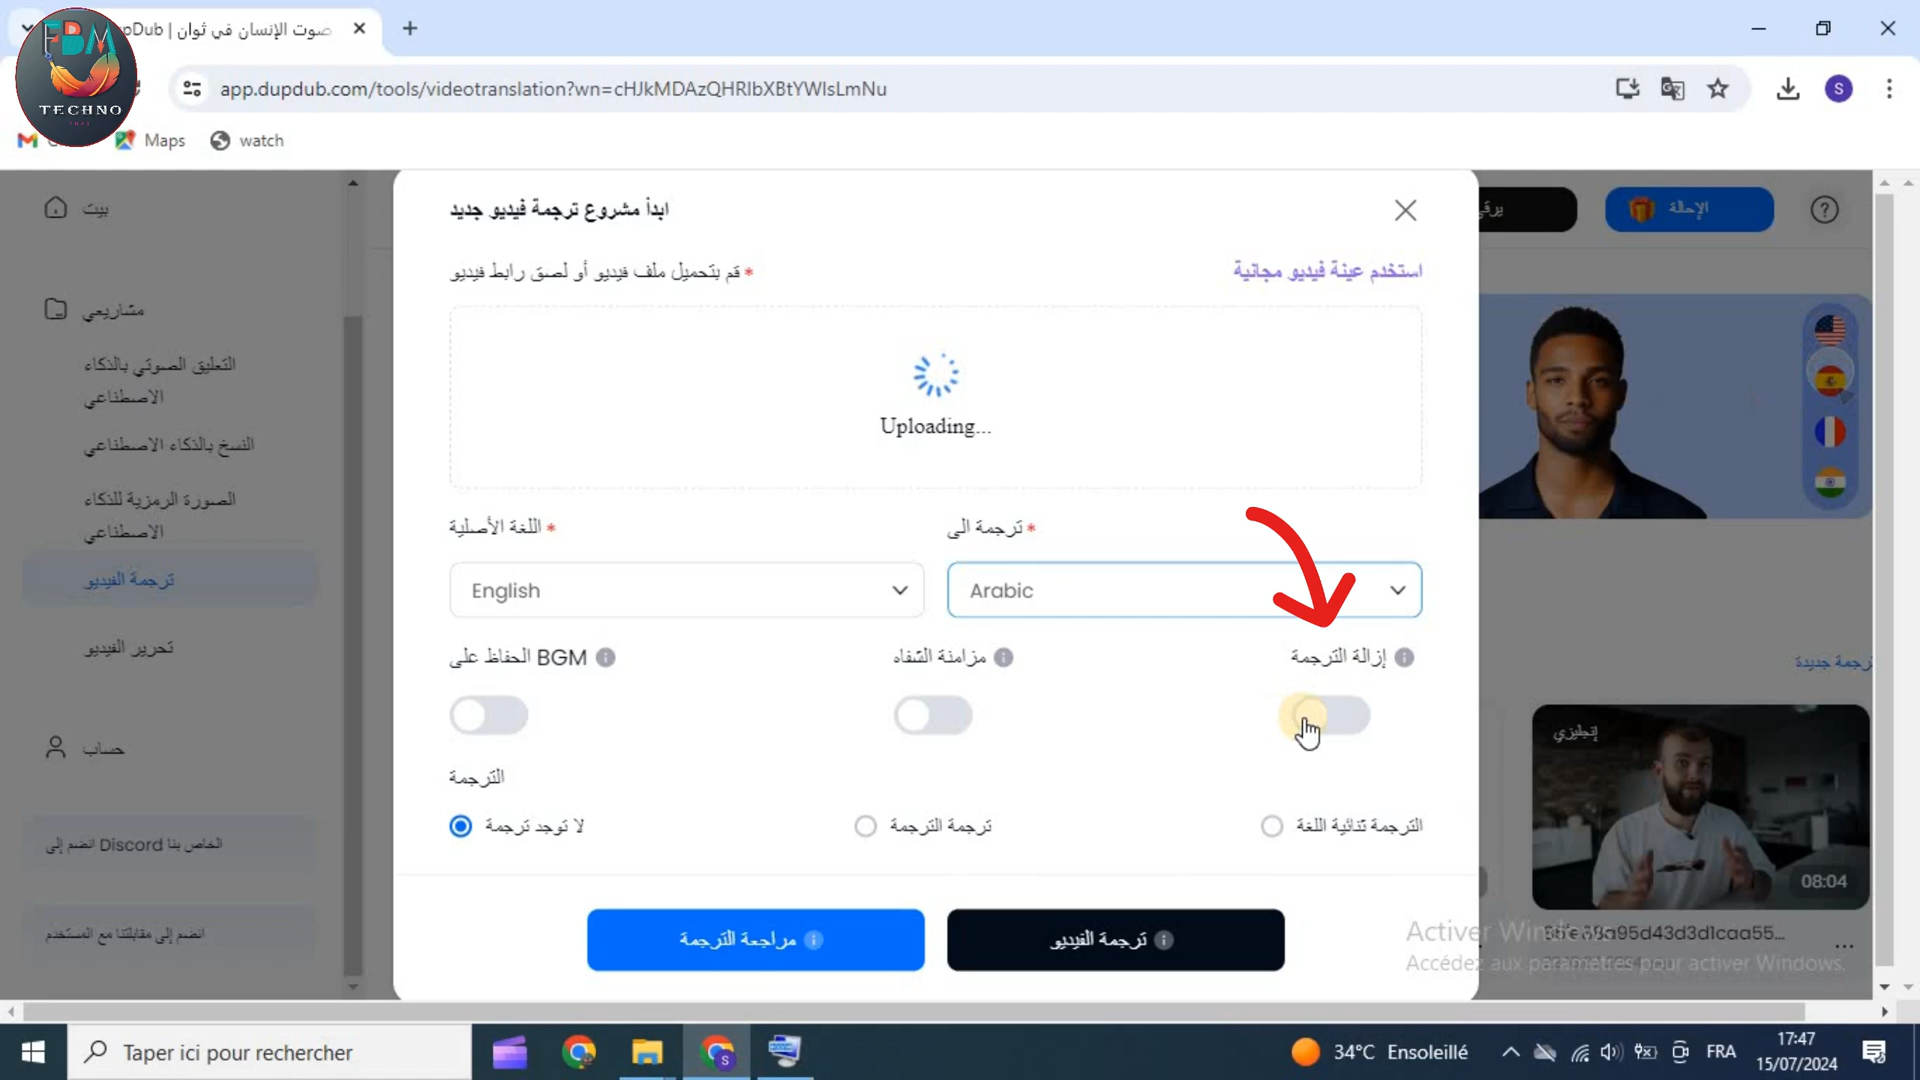 FBM
TECHNO
pDub | صوت الإنسان في ثوان
app.dupdub.com/tools/videotranslation?wn=cHJkMDAzQHRlbXBtYWlsLmNu
S
Maps
watch
بيت
مشاريعي
التعليق الصوتي بالذكاء
الاصطناعي
النسخ بالذكاء الاصطناعي
الصورة الرمزية للذكاء
الاصطناعي
ترجمة الفيديو
تحرير الفيديو
حساب
الخاص بنا Discord انضم إلى
انضم إلى مقابلتنا مع المستخدم
ابدأ مشروع ترجمة فيديو جديد
* قم بتحميل ملف فيديو أو لصق رابط فيديو
استخدم عينة فيديو مجانية
Uploading...
* اللغة الأصلية
* ترجمة الى
English
Arabic
BGM الحفاظ على
مزامنة الشفاه
إزالة الترجمة
الترجمة
لا توجد ترجمة
ترجمة الترجمة
الترجمة ثنائية اللغة
مراجعة الترجمة
ترجمة الفيديو
يرقي
الإحالة
ترجمة جديدة
إنجليزي
08:04
Activer Windows
Accédez aux paramètres pour activer Windows.
Taper ici pour rechercher
34°C Ensoleillé
FRA
17:47
15/07/2024